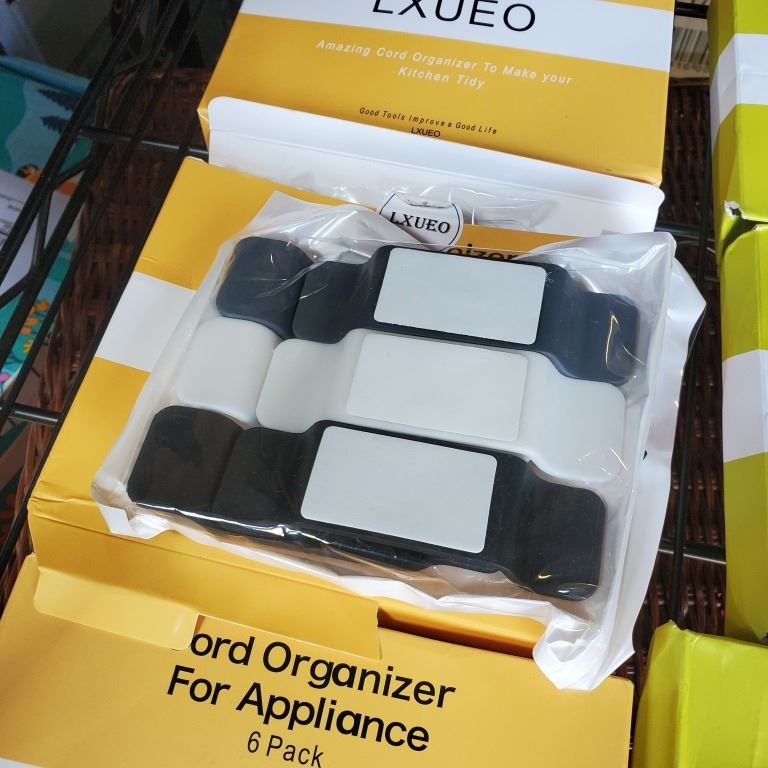 LXUEO
Amazing Cord Organizer To Make your
Kitchen Tidy
Good Tools Improve a Good Life
LXUEO
LXUEO
ord Organizer
For Appliance
6 Pack